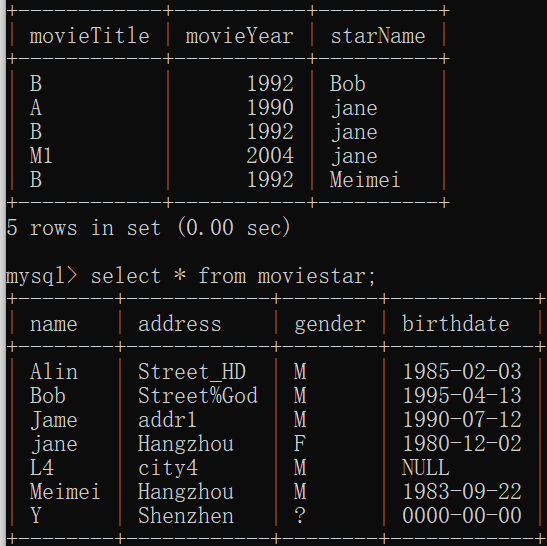 +------------+-----------+----------+
| movieTitle | movieYear | starName |
+------------+-----------+----------+
| B          |      1992 | Bob      |
| A          |      1990 | jane     |
| B          |      1992 | jane     |
| M1         |      2004 | jane     |
| B          |      1992 | Meimei   |
+------------+-----------+----------+
5 rows in set (0.00 sec)
mysql> select * from moviestar;
+--------+------------+--------+------------+
| name   | address    | gender | birthdate  |
+--------+------------+--------+------------+
| Alin   | Street_HD  | M      | 1985-02-03 |
| Bob    | Street%God | M      | 1995-04-13 |
| Jame   | addr1      | M      | 1990-07-12 |
| jane   | Hangzhou   | F      | 1980-12-02 |
| L4     | city4      | M      | NULL       |
| Meimei | Hangzhou   | M      | 1983-09-22 |
| Y      | Shenzhen   | ?      | 0000-00-00 |
+--------+------------+--------+------------+